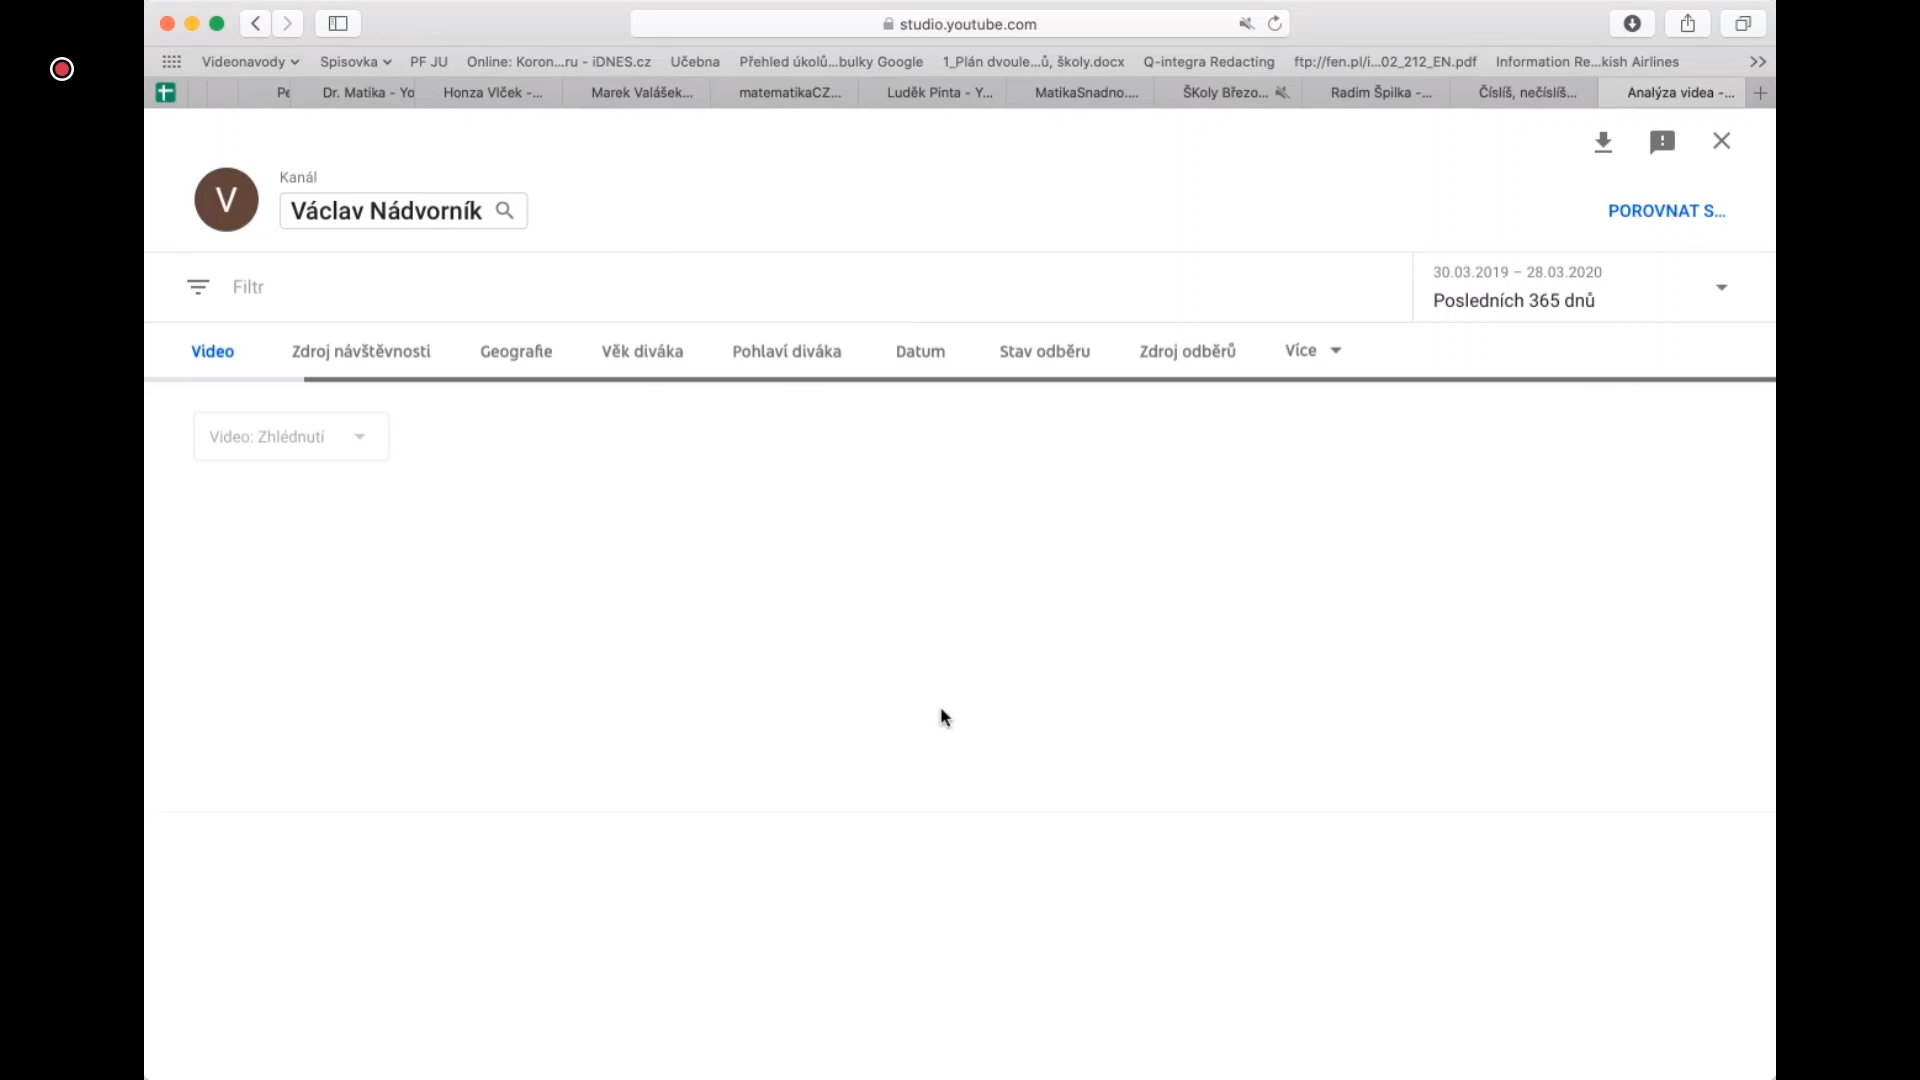 studio.youtube.com
Videonavody Spisovka PF JU Online: Koron...ru - iDNES.cz Učebna Přehled úkolů...bulky Google 1_Plán dvoule...ů, školy.docx Q-integra Redacting ftp://fen.pl/i...02_212_EN.pdf Information Re...kish Airlines
Pe Dr. Matika - Yo Honza Vlček -... Marek Valášek... matematikaCZ... Luděk Pinta - Y... MatikaSnadno.... ŠKoly Březo... Radim Špilka -... Číslíš, nečíslíš... Analýza videa -...
Kanál
V Václav Nádvorník POROVNAT S...
30.03.2019 – 28.03.2020
Filtr
Posledních 365 dnů
Video Zdroj návštěvnosti Geografie Věk diváka Pohlaví diváka Datum Stav odběru Zdroj odběrů Více
Video: Zhlédnutí